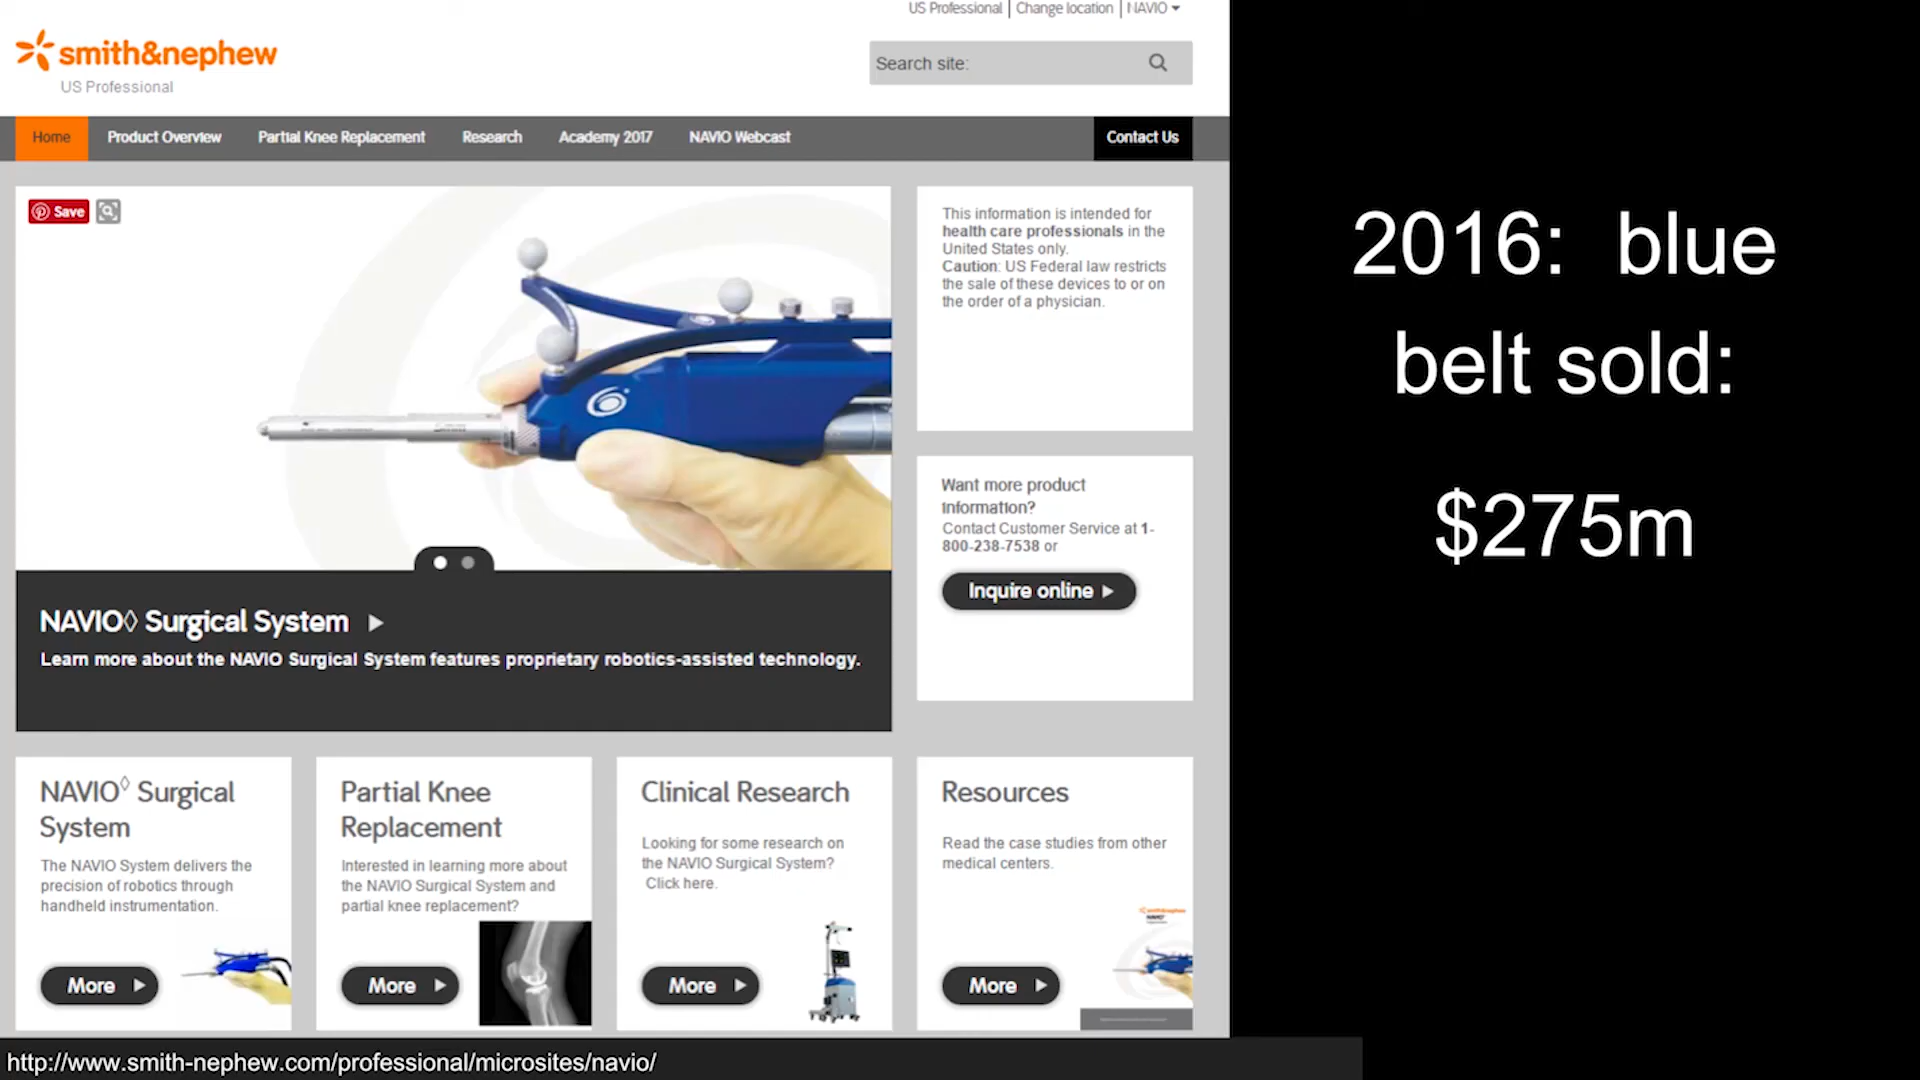 US Professional | Change location | NAVIO
smith&nephew
US Professional
Search site:
Home Product Overview Partial Knee Replacement Research Academy 2017 NAVIO Webcast Contact Us
Save
This information is intended for
health care professionals in the
United States only.
Caution: US Federal law restricts
the sale of these devices to or on
the order of a physician.
Want more product
information?
Contact Customer Service at 1-
800-238-7538 or
Inquire online
NAVIO◊ Surgical System
Learn more about the NAVIO Surgical System features proprietary robotics-assisted technology.
NAVIO◊ Surgical
System
The NAVIO System delivers the
precision of robotics through
handheld instrumentation.
More
Partial Knee
Replacement
Interested in learning more about
the NAVIO Surgical System and
partial knee replacement?
More
Clinical Research
Looking for some research on
the NAVIO Surgical System?
Click here.
More
Resources
Read the case studies from other
medical centers.
smith&nephew
NAVIO
More
2016: blue
belt sold:
$275m
http://www.smith-nephew.com/professional/microsites/navio/